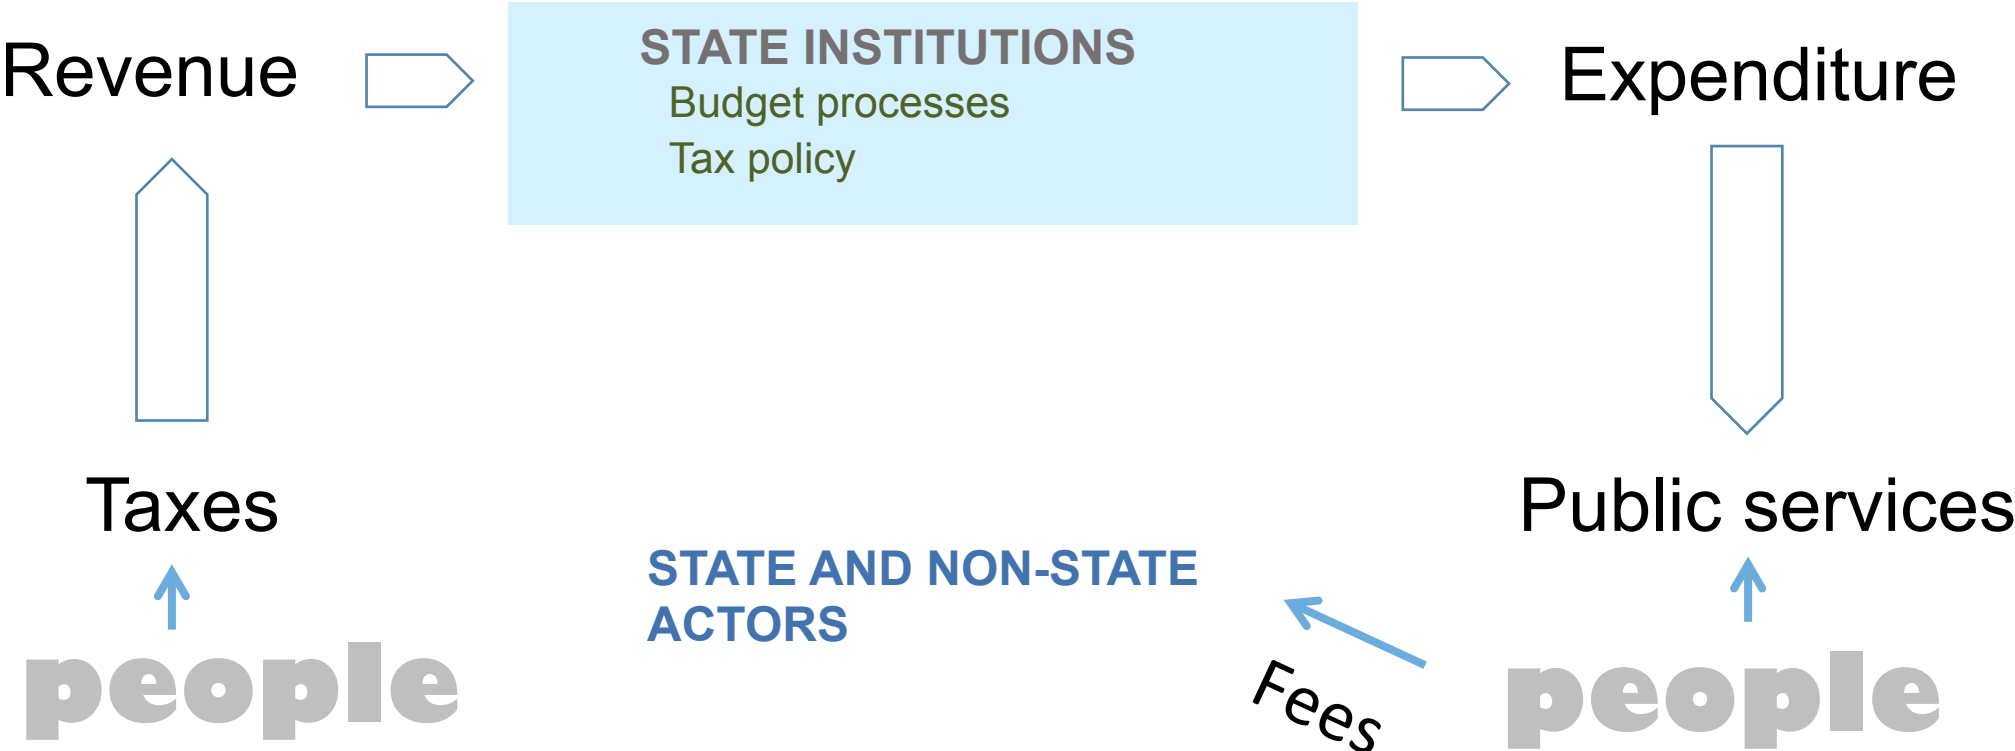 Revenue
STATE INSTITUTIONS
Budget processes
Tax policy
Expenditure
Taxes
Public services
STATE AND NON-STATE
ACTORS
people
Fees
people